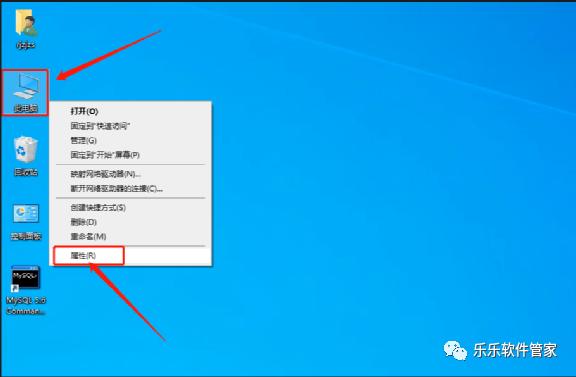 此电脑
回收站
控制面板
MySQL 5.6
Comman...
打开(O)
固定到"快速访问"
管理(G)
固定到"开始"屏幕(P)
映射网络驱动器(N)...
断开网络驱动器的连接(C)...
创建快捷方式(S)
删除(D)
重命名(M)
属性(R)
乐乐软件管家